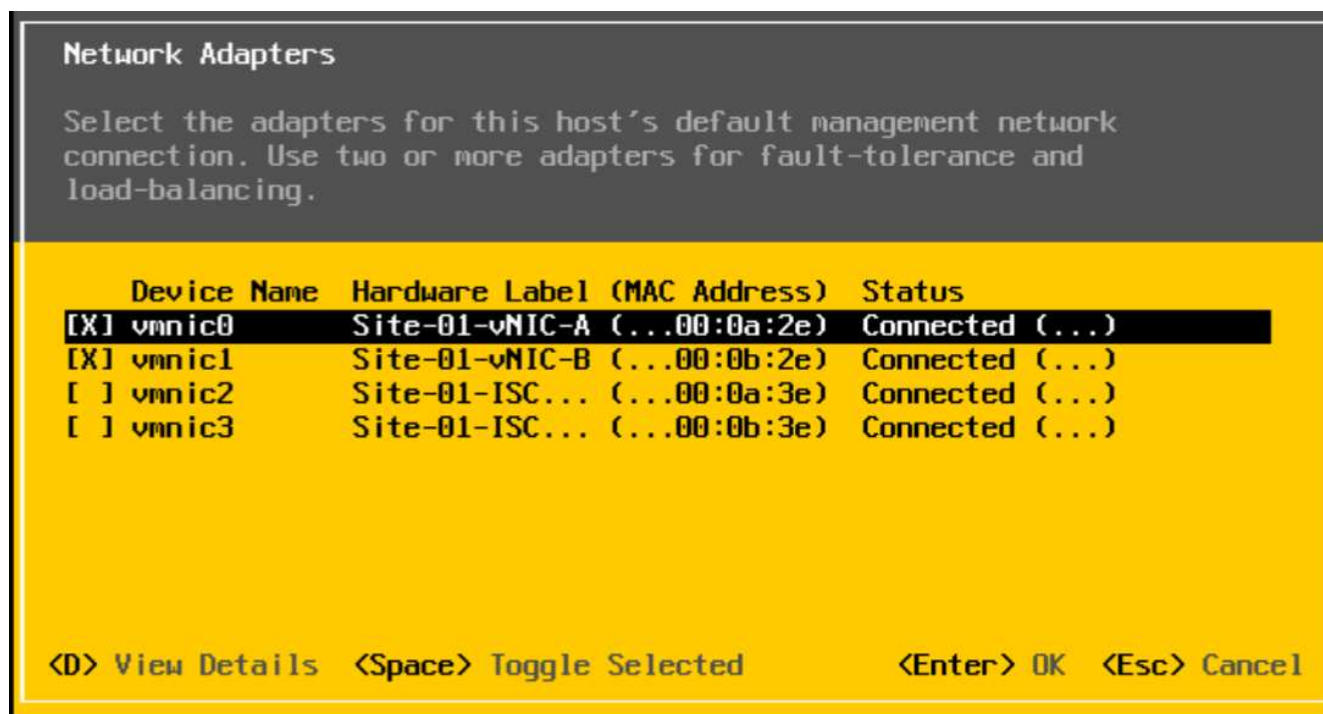 Network Adapters
Select the adapters for this host's default management network
connection. Use two or more adapters for fault-tolerance and
load-balancing.
Device Name Hardware Label (MAC Address) Status
[X] vmnic0 Site-01-vNIC-A (...00:0a:2e) Connected (...)
[X] vmnic1 Site-01-vNIC-B (...00:0b:2e) Connected (...)
[ ] vmnic2 Site-01-ISC... (...00:0a:3e) Connected (...)
[ ] vmnic3 Site-01-ISC... (...00:0b:3e) Connected (...)
<D> View Details <Space> Toggle Selected <Enter> OK <Esc> Cancel